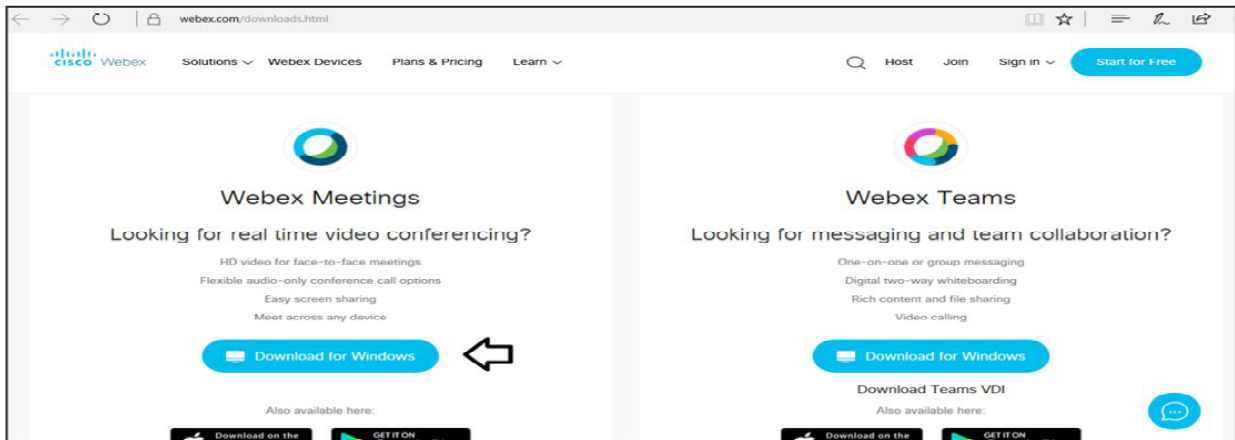 webex.com/downloads.html
cisco Webex Solutions Webex Devices Plans & Pricing Learn Host Join Sign in Start for Free
Webex Meetings
Looking for real time video conferencing?
HD video for face-to-face meetings
Flexible audio-only conference call options
Easy screen sharing
Meet across any device
Download for Windows
Also available here:
Download on the
GET IT ON
Webex Teams
Looking for messaging and team collaboration?
One-on-one or group messaging
Digital two-way whiteboarding
Rich content and file sharing
Video calling
Download for Windows
Download Teams VDI
Also available here:
Download on the
GET IT ON